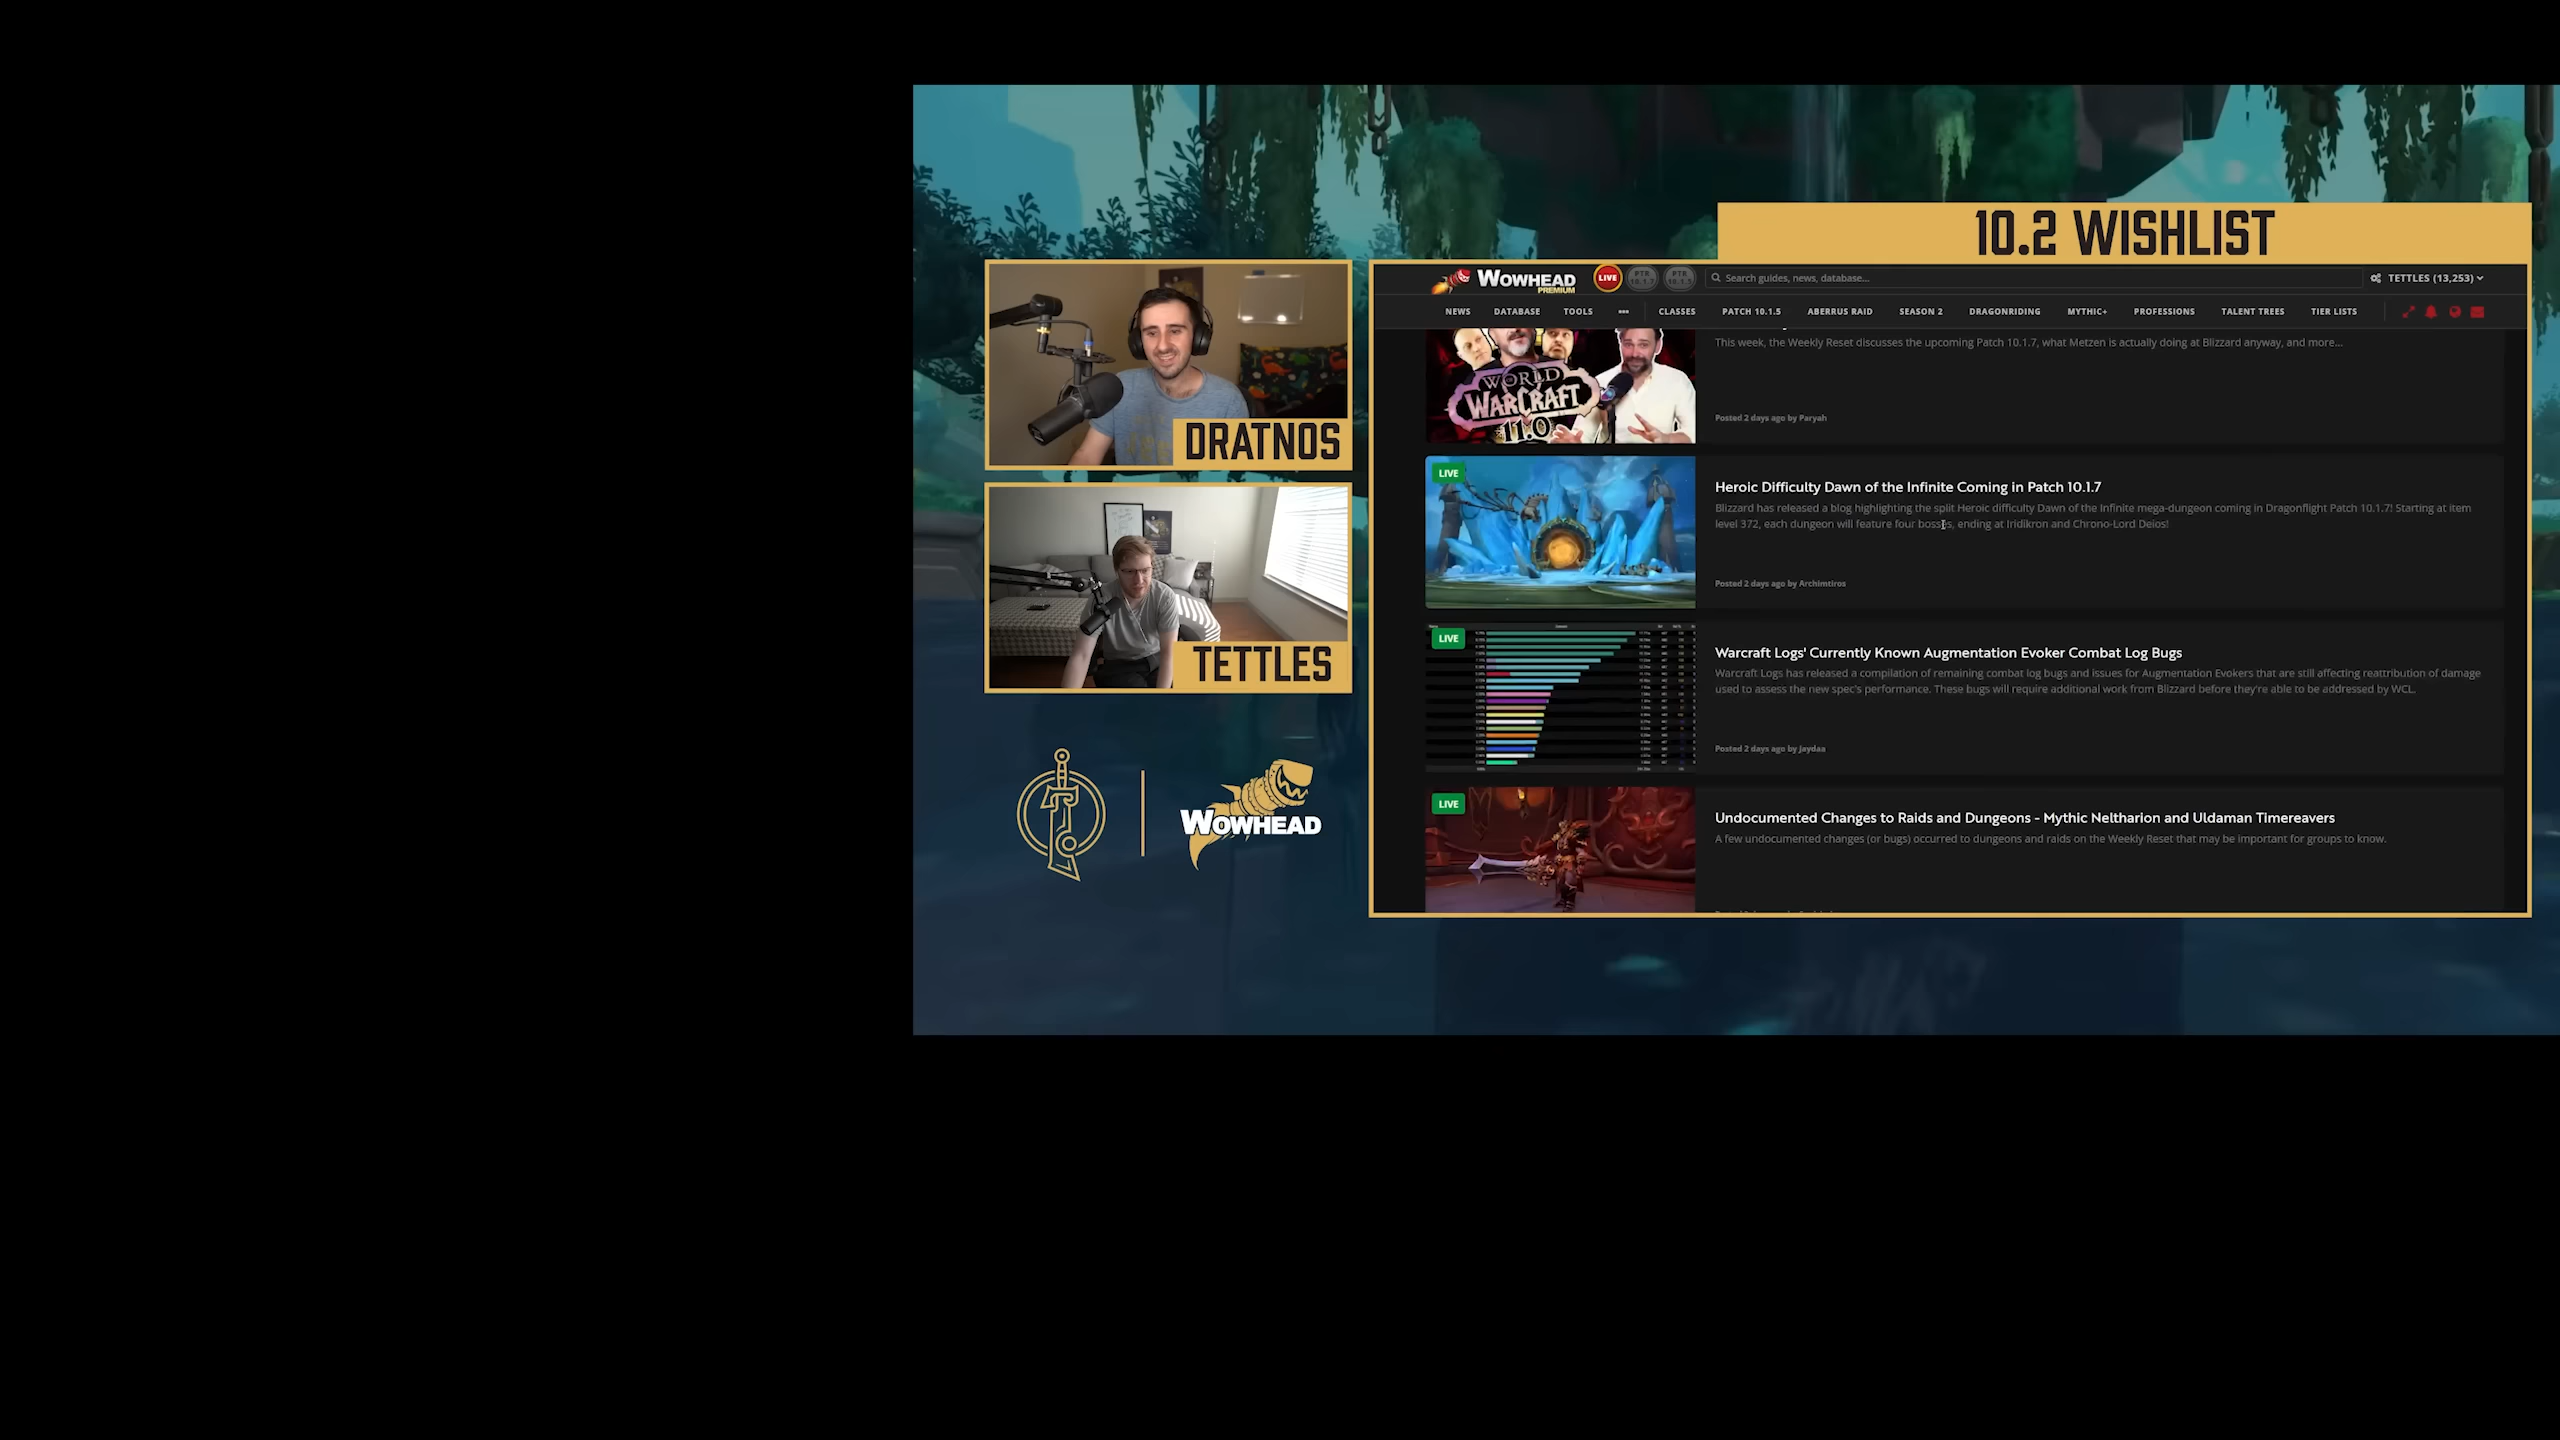 10.2 WISHLIST
WOWHEAD
PREMIUM
LIVE
PTR
10.1.7
PTR
Search guides, news, database...
TETTLES (13,253)
NEWS
DATABASE
TOOLS
CLASSES
PATCH 10.1.5
ABERRUS RAID
SEASON 2
DRAGONRIDING
MYTHIC+
PROFESSIONS
TALENT TREES
TIER LISTS
This week, the Weekly Reset discusses the upcoming Patch 10.1.7, what Metzen is actually doing at Blizzard anyway, and more...
WORLD
WARCRAFT
11.0
Posted 2 days ago by Paryah
DRATNOS
LIVE
Heroic Difficulty Dawn of the Infinite Coming in Patch 10.1.7
Blizzard has released a blog highlighting the split Heroic difficulty Dawn of the Infinite mega-dungeon coming in Dragonflight Patch 10.1.7! Starting at item
level 372, each dungeon will feature four bosses, ending at Iridikron and Chrono-Lord Deios!
Posted 2 days ago by Archimtiros
TETTLES
LIVE
Warcraft Logs' Currently Known Augmentation Evoker Combat Log Bugs
Warcraft Logs has released a compilation of remaining combat log bugs and issues for Augmentation Evokers that are still affecting reattribution of damage
used to assess the new spec's performance. These bugs will require additional work from Blizzard before they're able to be addressed by WCL.
Posted 2 days ago by Jaydaa
WOWHEAD
LIVE
Undocumented Changes to Raids and Dungeons - Mythic Neltharion and Uldaman Timereavers
A few undocumented changes (or bugs) occurred to dungeons and raids on the Weekly Reset that may be important for groups to know.